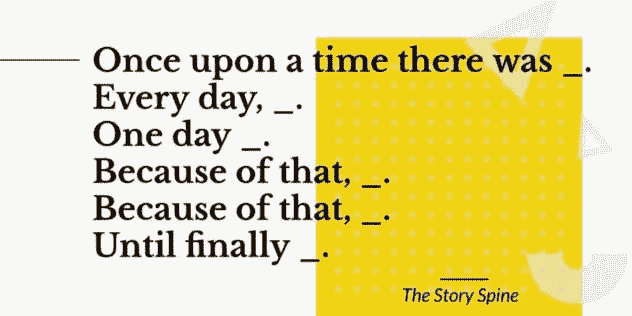 Once upon a time there was _.
Every day, _.
One day _.
Because of that, _.
Because of that, _.
Until finally _.
The Story Spine